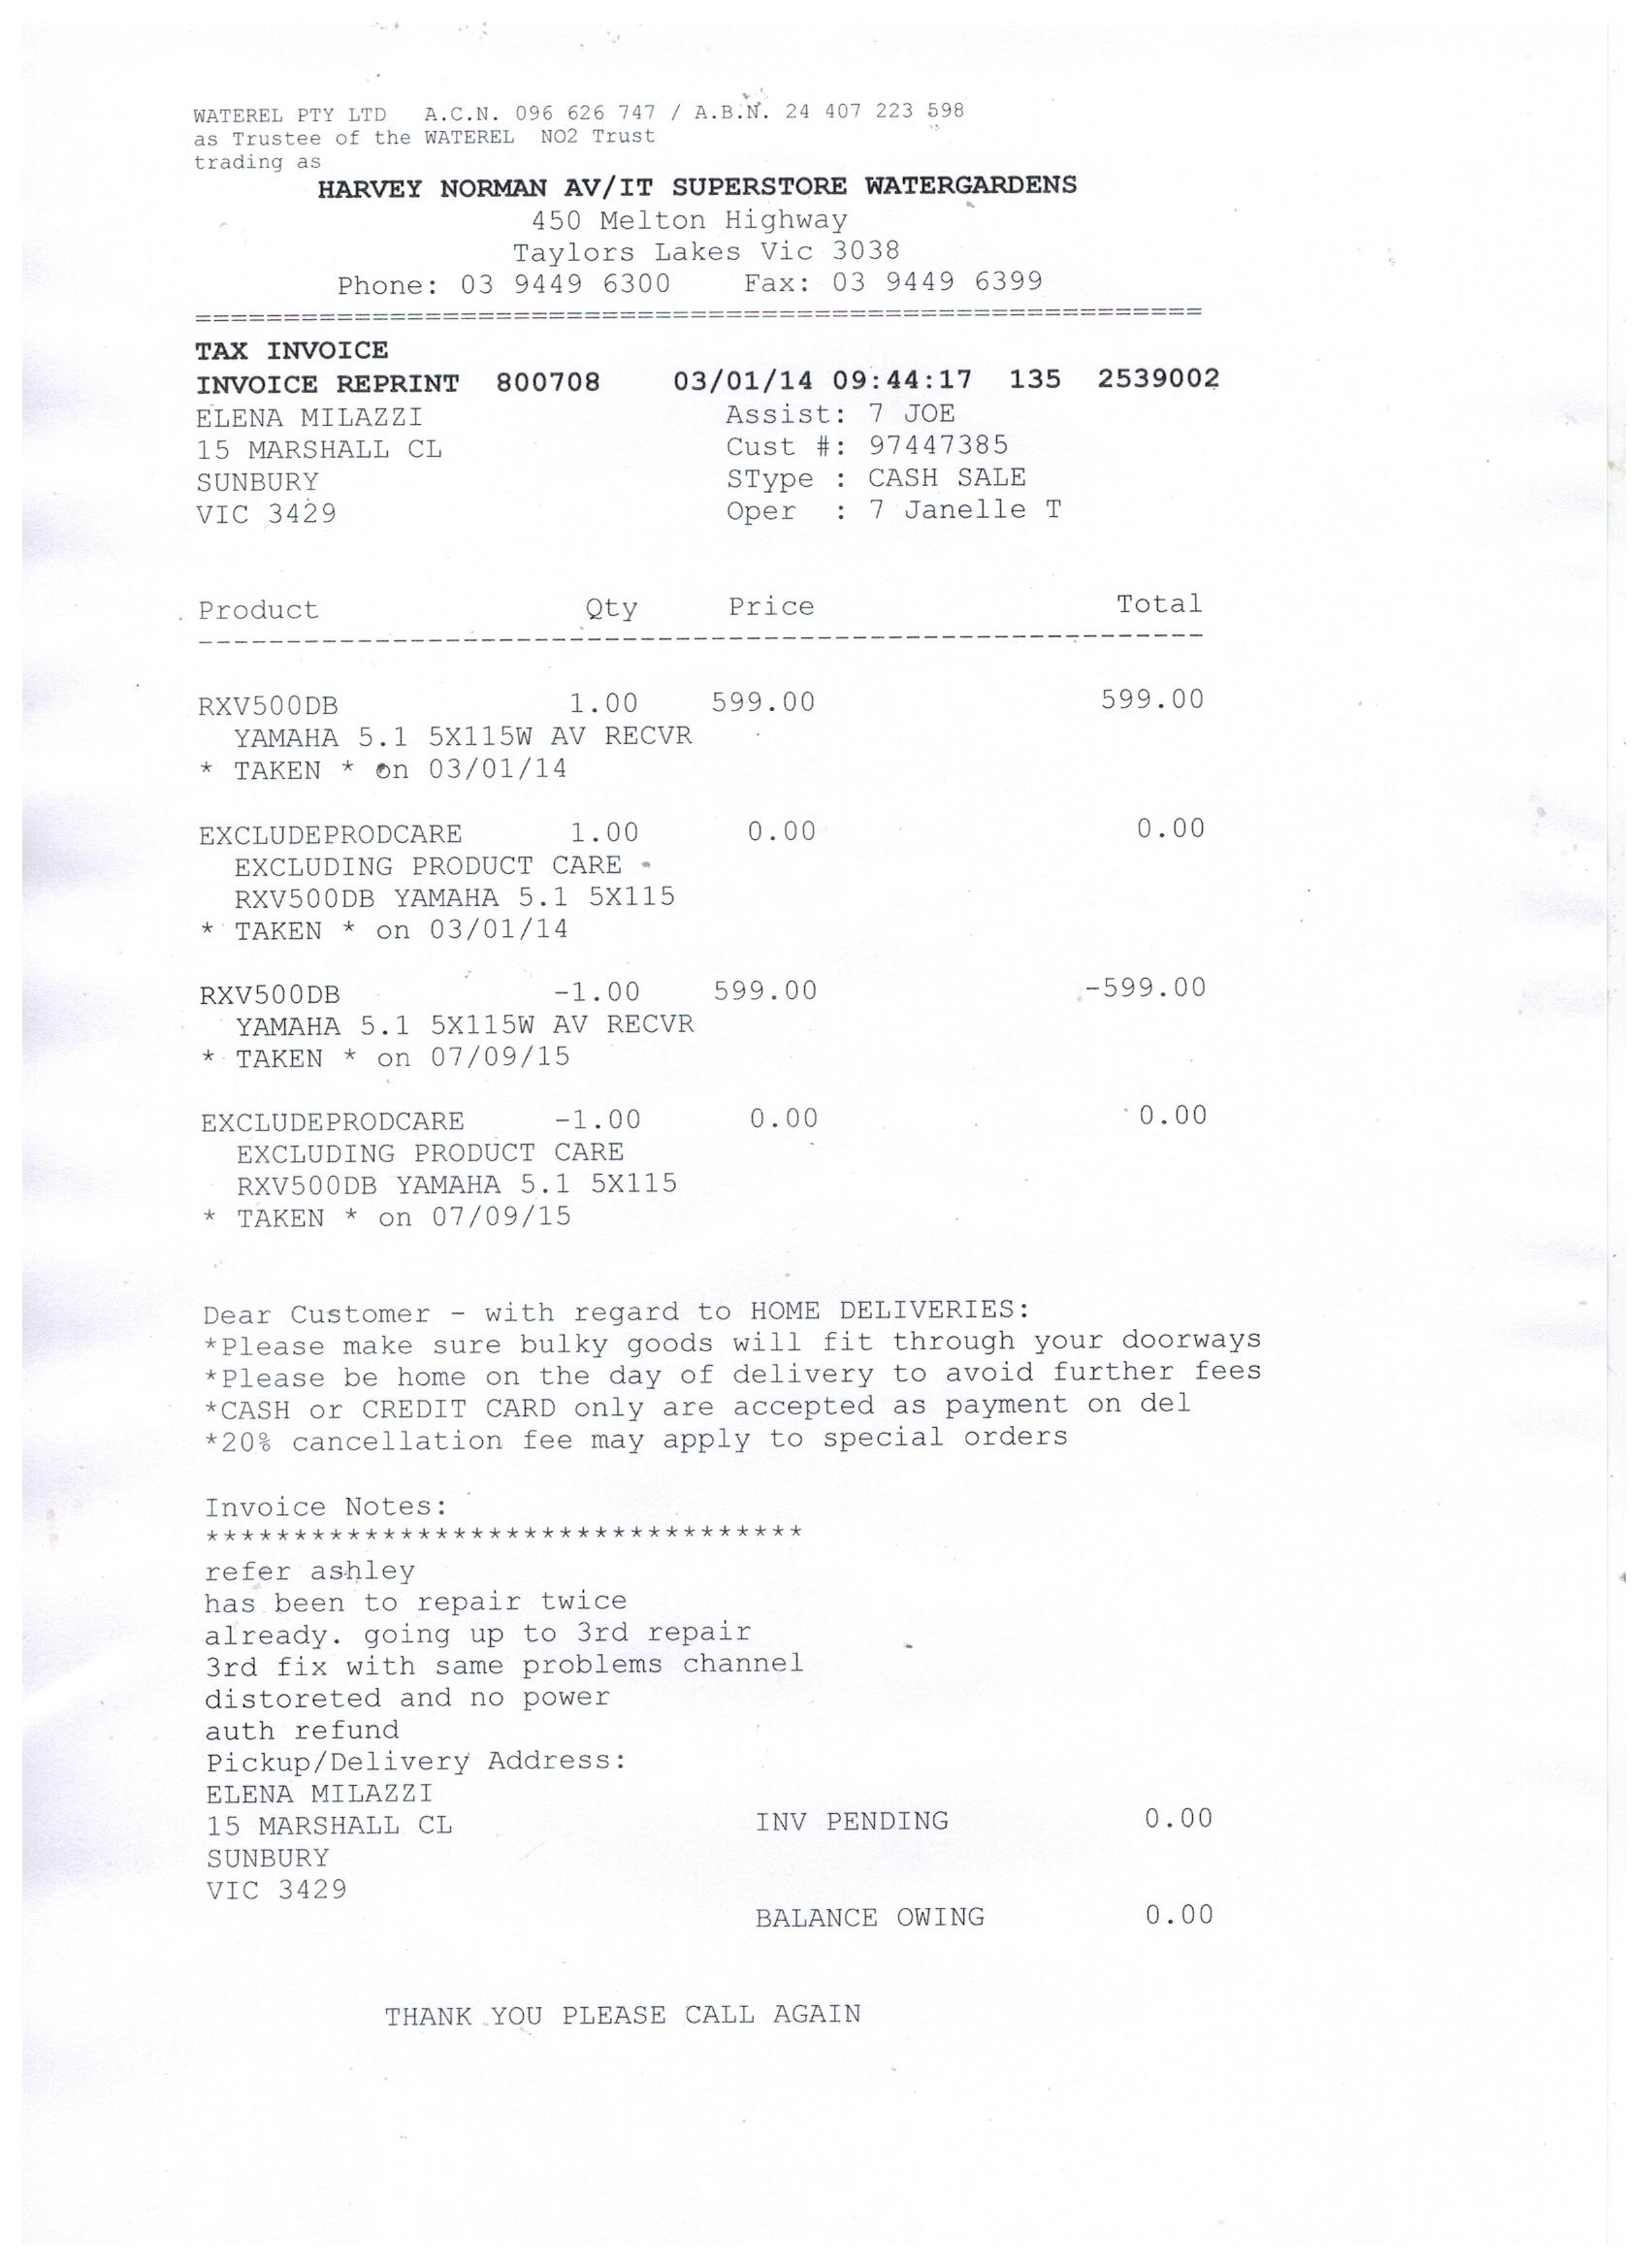 WATEREL PTY LTD   A.C.N. 096 626 747 / A.B.N. 24 407 223 598
as Trustee of the WATEREL  NO2 Trust
trading as
HARVEY NORMAN AV/IT SUPERSTORE WATERGARDENS
450 Melton Highway
Taylors Lakes Vic 3038
Phone: 03 9449 6300    Fax: 03 9449 6399
=========================================================
TAX INVOICE
INVOICE REPRINT  800708    03/01/14 09:44:17  135  2539002
ELENA MILAZZI                 Assist: 7 JOE
15 MARSHALL CL                Cust #: 97447385
SUNBURY                       SType : CASH SALE
VIC 3429                      Oper  : 7 Janelle T
Product               Qty     Price                 Total
---------------------------------------------------------
RXV500DB             1.00    599.00                599.00
YAMAHA 5.1 5X115W AV RECVR
* TAKEN * on 03/01/14
EXCLUDEPRODCARE      1.00      0.00                  0.00
EXCLUDING PRODUCT CARE -
RXV500DB YAMAHA 5.1 5X115
* TAKEN * on 03/01/14
RXV500DB            -1.00    599.00               -599.00
YAMAHA 5.1 5X115W AV RECVR
* TAKEN * on 07/09/15
EXCLUDEPRODCARE     -1.00      0.00                  0.00
EXCLUDING PRODUCT CARE
RXV500DB YAMAHA 5.1 5X115
* TAKEN * on 07/09/15
Dear Customer - with regard to HOME DELIVERIES:
*Please make sure bulky goods will fit through your doorways
*Please be home on the day of delivery to avoid further fees
*CASH or CREDIT CARD only are accepted as payment on del
*20% cancellation fee may apply to special orders
Invoice Notes:
**********************************
refer ashley
has been to repair twice
already. going up to 3rd repair
3rd fix with same problems channel
distoreted and no power
auth refund
Pickup/Delivery Address:
ELENA MILAZZI
15 MARSHALL CL                 INV PENDING           0.00
SUNBURY
VIC 3429
BALANCE OWING         0.00
THANK YOU PLEASE CALL AGAIN